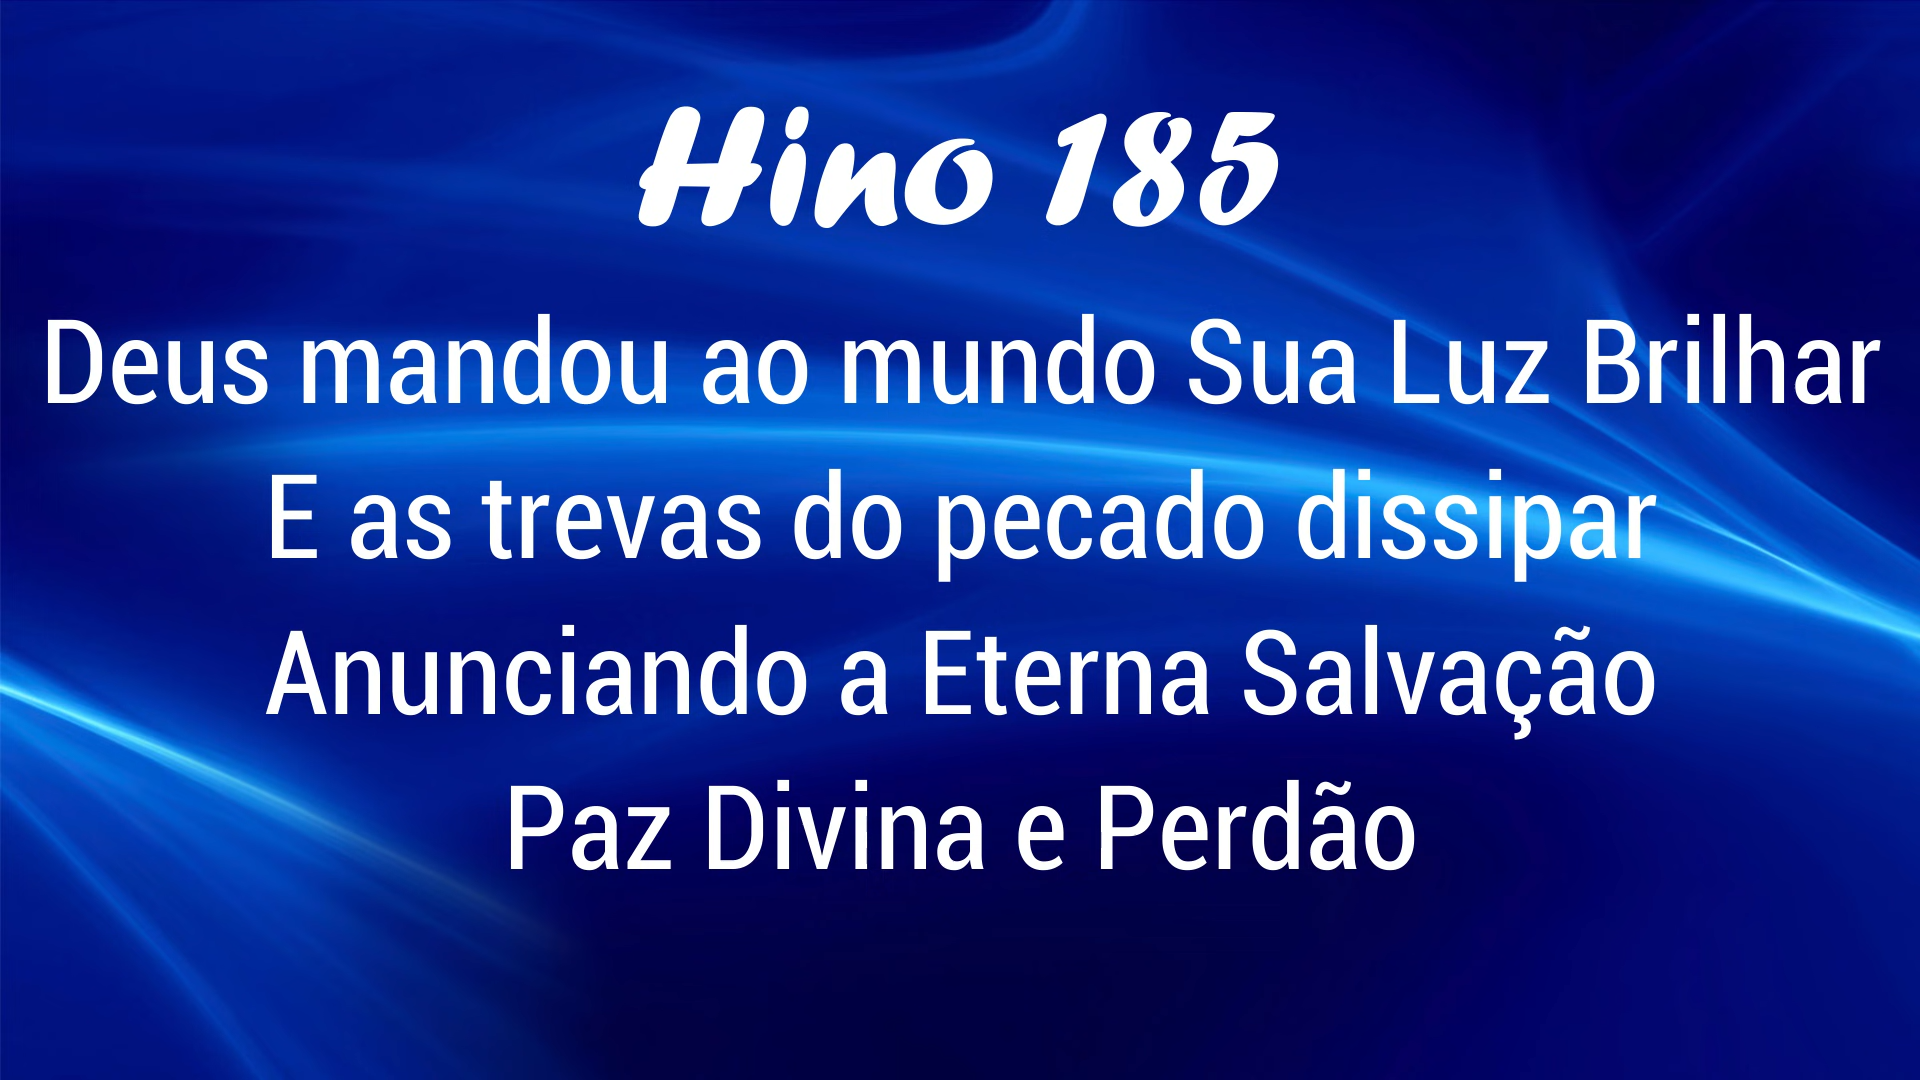 Hino 185
Deus mandou ao mundo Sua Luz Brilhar
E as trevas do pecado dissipar
Anunciando a Eterna Salvação
Paz Divina e Perdão